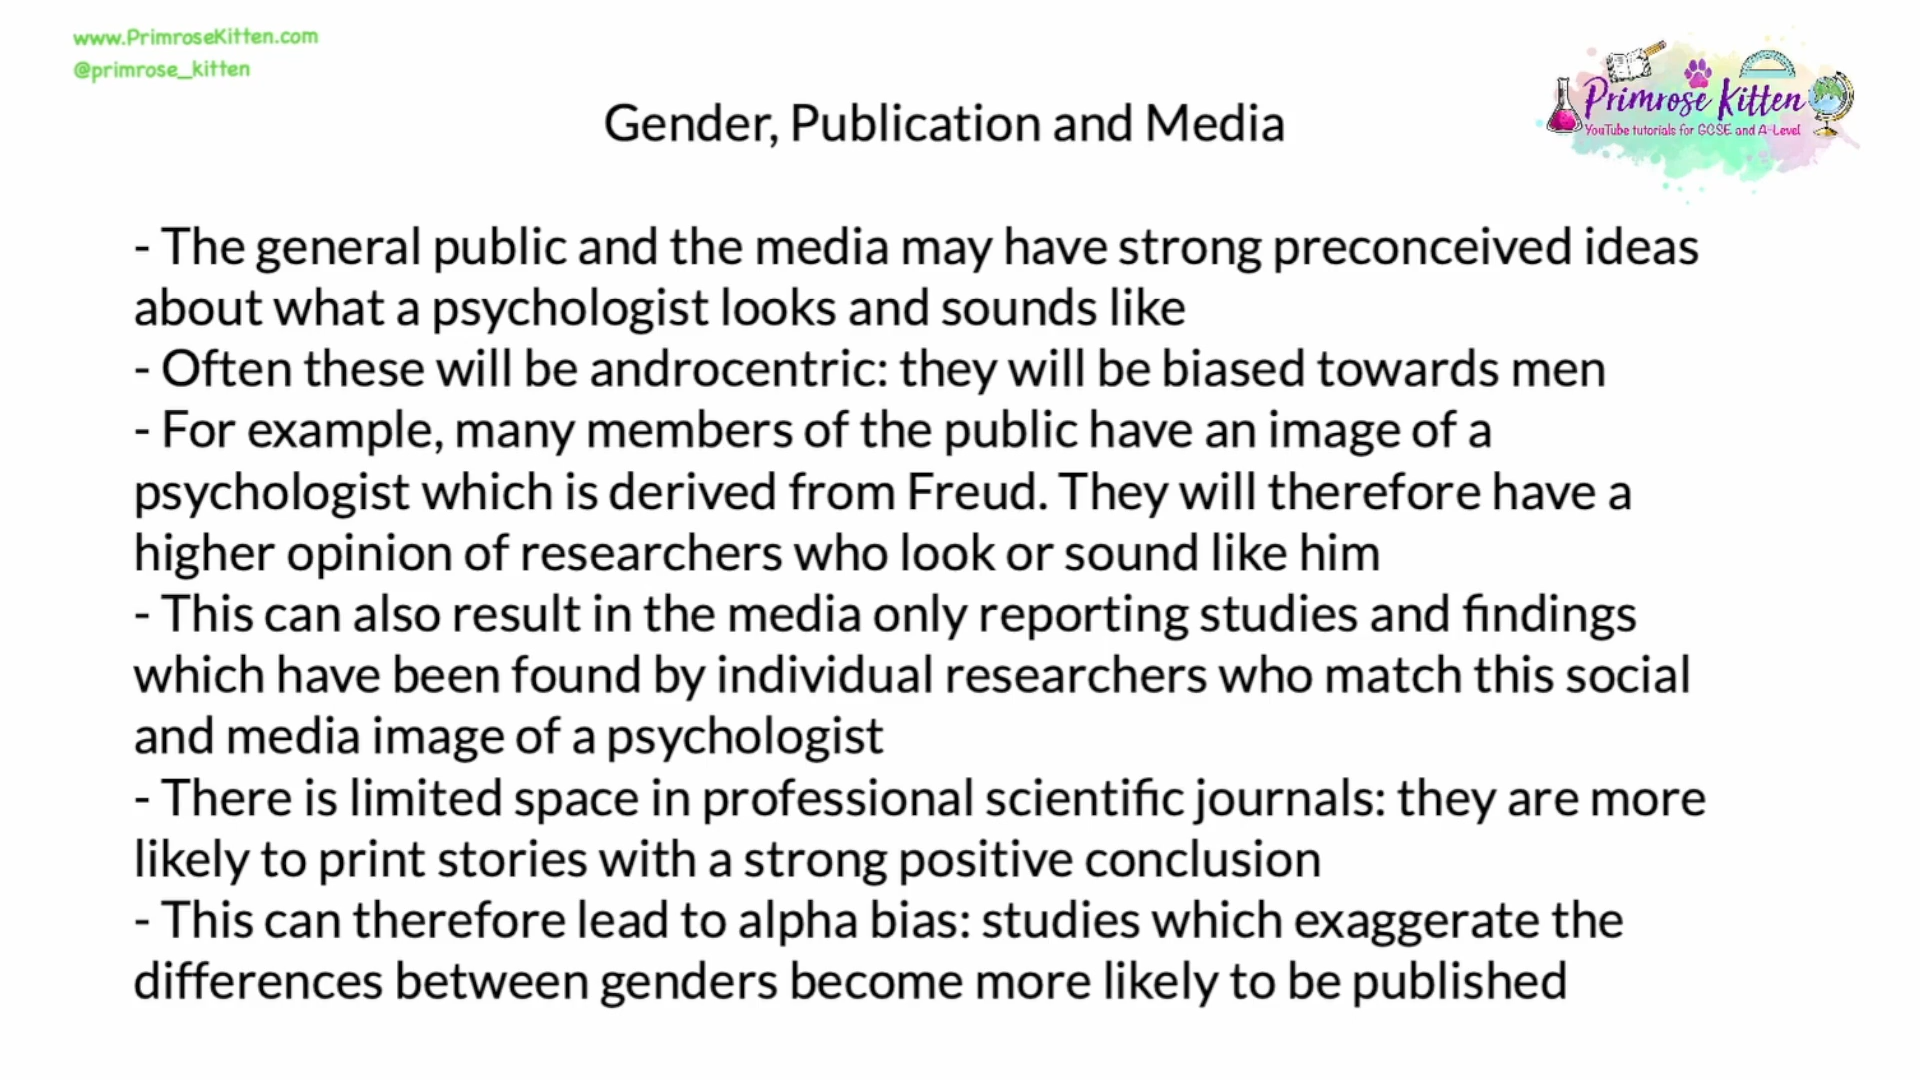 www.PrimroseKitten.com
@primrose_kitten
Primrose Kitten
YouTube tutorials for GCSE and A-Level
Gender, Publication and Media
- The general public and the media may have strong preconceived ideas
about what a psychologist looks and sounds like
- Often these will be androcentric: they will be biased towards men
- For example, many members of the public have an image of a
psychologist which is derived from Freud. They will therefore have a
higher opinion of researchers who look or sound like him
- This can also result in the media only reporting studies and findings
which have been found by individual researchers who match this social
and media image of a psychologist
- There is limited space in professional scientific journals: they are more
likely to print stories with a strong positive conclusion
- This can therefore lead to alpha bias: studies which exaggerate the
differences between genders become more likely to be published